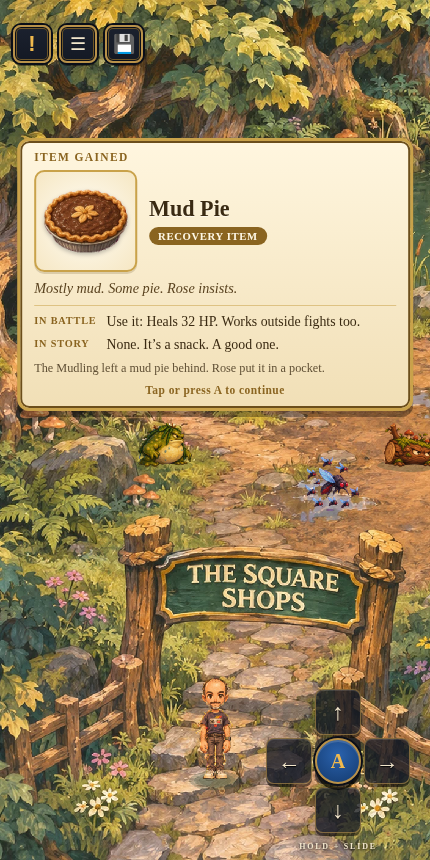 !
☰
ITEM GAINED
Mud Pie
RECOVERY ITEM
Mostly mud. Some pie. Rose insists.
IN BATTLE Use it: Heals 32 HP. Works outside fights too.
IN STORY None. It’s a snack. A good one.
The Mudling left a mud pie behind. Rose put it in a pocket.
Tap or press A to continue
THE SQUARE
SHOPS
↑
← A →
↓
HOLD · SLIDE